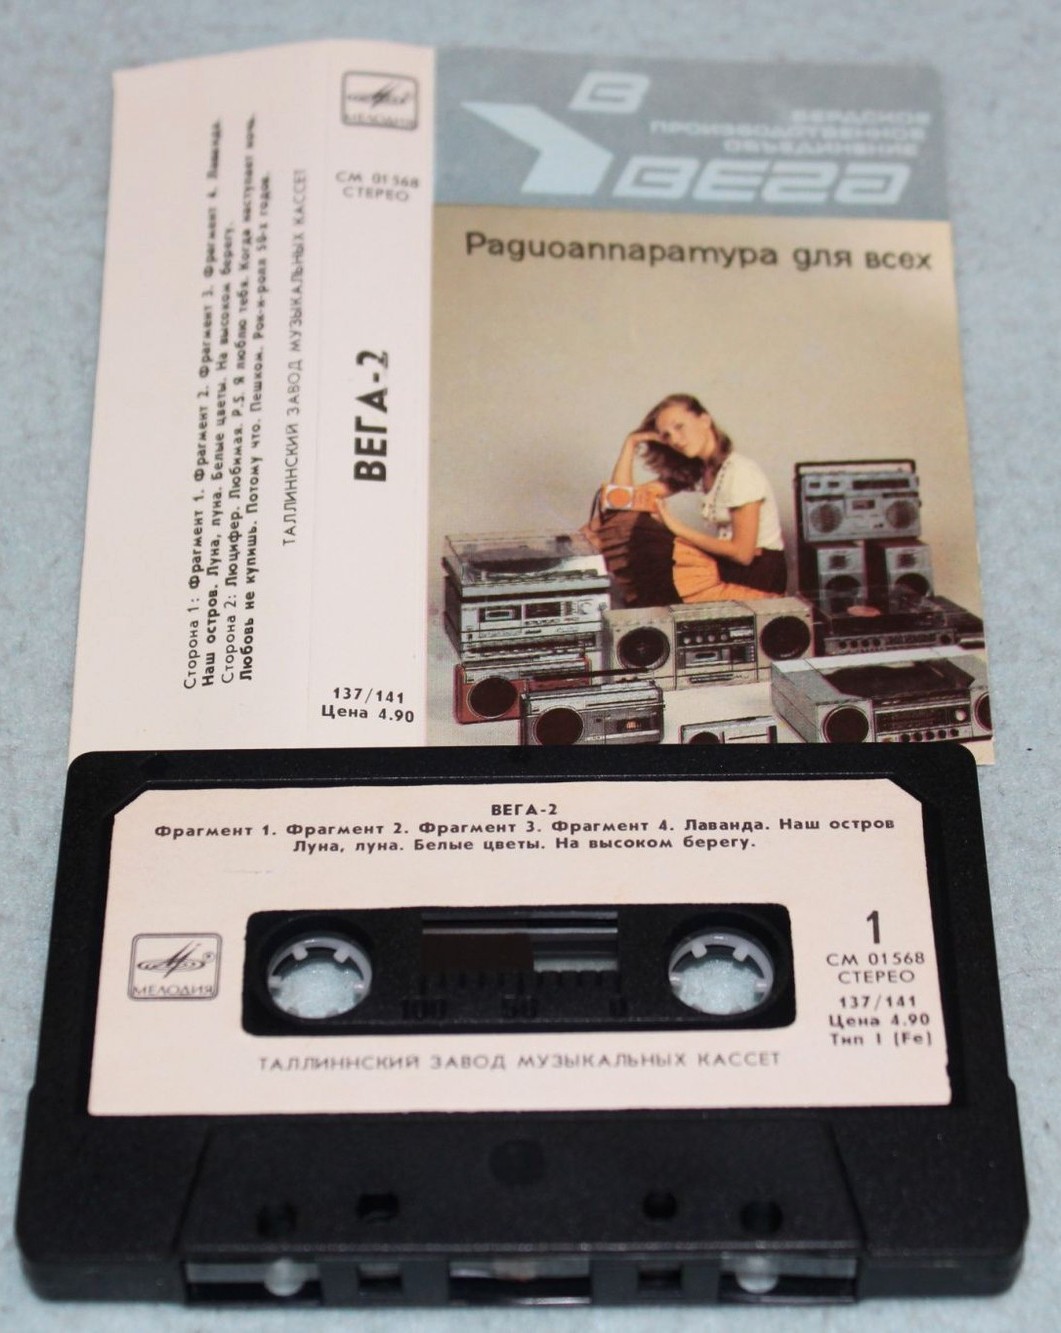 МЕЛОДИЯ
СМ 01568
СТЕРЕО
ВЕГА-2
137/141
Цена 4.90
Сторона 1: Фрагмент 1. Фрагмент 2. Фрагмент 3. Фрагмент 4. Лаванда.
Наш остров. Луна, луна. Белые цветы. На высоком берегу.
Сторона 2: Люцифер. Любимая. P.S. Я люблю тебя. Когда наступает ночь.
Любовь не купишь. Потому что. Пешком. Рок-н-ролл 50-х годов.
ТАЛЛИННСКИЙ ЗАВОД МУЗЫКАЛЬНЫХ КАССЕТ
В
БЕРДСКОЕ
ПРОИЗВОДСТВЕННОЕ
ОБЪЕДИНЕНИЕ
ВЕГА
Радиоаппаратура для всех
ВЕГА-2
Фрагмент 1. Фрагмент 2. Фрагмент 3. Фрагмент 4. Лаванда. Наш остров
Луна, луна. Белые цветы. На высоком берегу.
МЕЛОДИЯ
1
СМ 01568
СТЕРЕО
137/141
Цена 4.90
Тип I (Fe)
100 50 0
ТАЛЛИННСКИЙ ЗАВОД МУЗЫКАЛЬНЫХ КАССЕТ